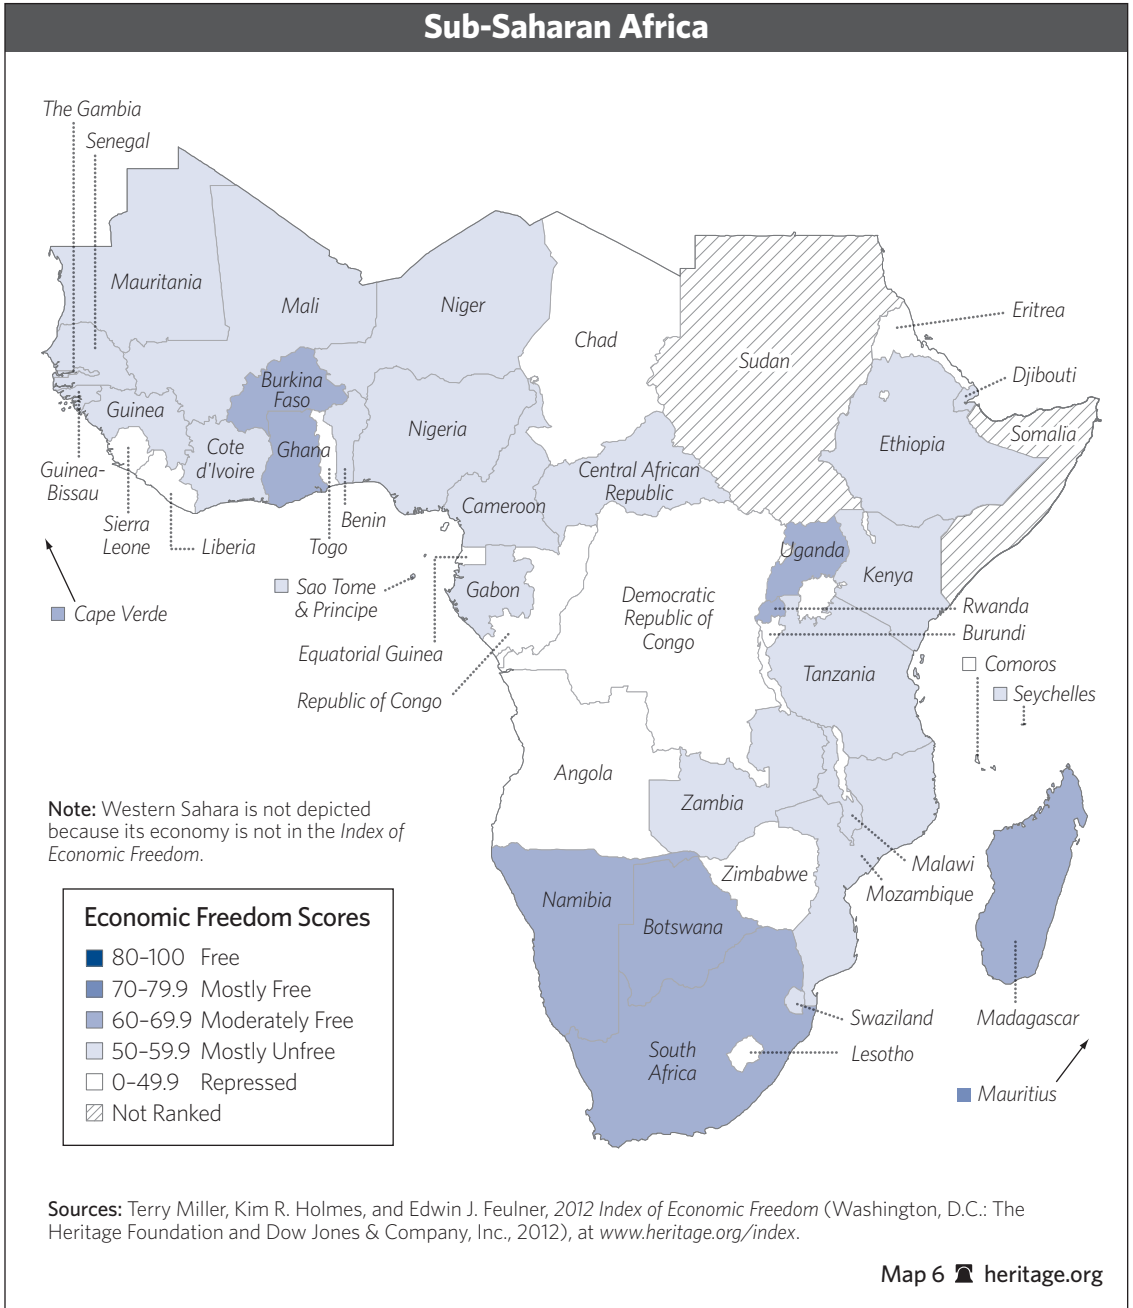 Sub-Saharan Africa
The Gambia
Senegal
Mauritania
Mali
Niger
Chad
Sudan
Eritrea
Djibouti
Somalia
Ethiopia
Burkina
Faso
Guinea
Nigeria
Ghana
Cote
d'Ivoire
Central African
Republic
Cameroon
Guinea-
Bissau
Sierra
Leone
Liberia
Togo
Benin
Cape Verde
Sao Tome
& Principe
Gabon
Equatorial Guinea
Republic of Congo
Democratic
Republic of
Congo
Uganda
Kenya
Rwanda
Burundi
Comoros
Seychelles
Tanzania
Angola
Zambia
Malawi
Mozambique
Zimbabwe
Namibia
Botswana
Swaziland
Lesotho
South
Africa
Madagascar
Mauritius
Note: Western Sahara is not depicted
because its economy is not in the Index of
Economic Freedom.
Economic Freedom Scores
80–100 Free
70–79.9 Mostly Free
60–69.9 Moderately Free
50–59.9 Mostly Unfree
0–49.9 Repressed
Not Ranked
Sources: Terry Miller, Kim R. Holmes, and Edwin J. Feulner, 2012 Index of Economic Freedom (Washington, D.C.: The
Heritage Foundation and Dow Jones & Company, Inc., 2012), at www.heritage.org/index.
Map 6 heritage.org